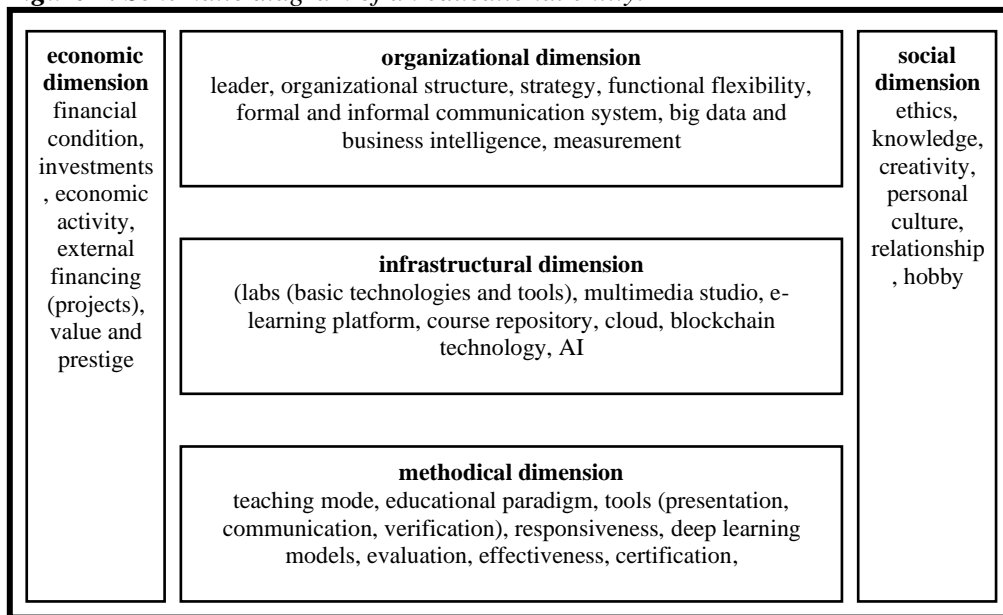 economic
dimension
financial
condition,
investments
, economic
activity,
external
financing
(projects),
value and
prestige
organizational dimension
leader, organizational structure, strategy, functional flexibility,
formal and informal communication system, big data and
business intelligence, measurement
infrastructural dimension
(labs (basic technologies and tools), multimedia studio, e-
learning platform, course repository, cloud, blockchain
technology, AI
methodical dimension
teaching mode, educational paradigm, tools (presentation,
communication, verification), responsiveness, deep learning
models, evaluation, effectiveness, certification,
social
dimension
ethics,
knowledge,
creativity,
personal
culture,
relationship
, hobby